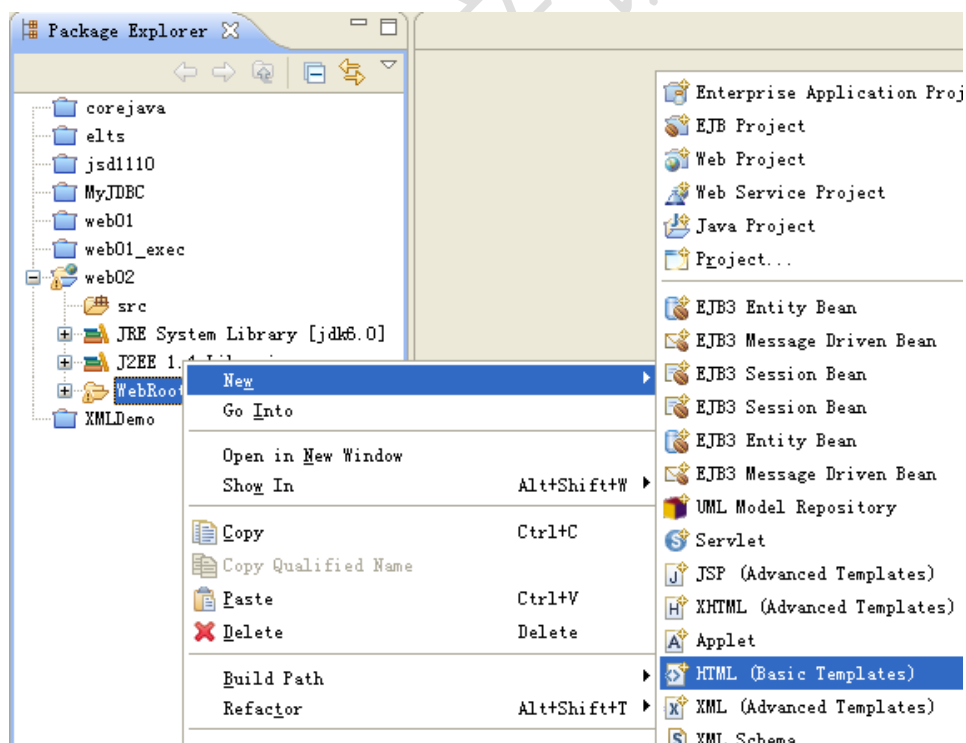 Package Explorer
corejava
elts
jsd1110
MyJDBC
web01
web01_exec
web02
src
JRE System Library [jdk6.0]
J2EE 1.4
WebRoot
XMLDemo
New
Go Into
Open in New Window
Show In Alt+Shift+W
Copy Ctrl+C
Copy Qualified Name
Paste Ctrl+V
Delete Delete
Build Path
Refactor Alt+Shift+T
Enterprise Application Proj
EJB Project
Web Project
Web Service Project
Java Project
Project...
EJB3 Entity Bean
EJB3 Message Driven Bean
EJB3 Session Bean
EJB3 Session Bean
EJB3 Entity Bean
EJB3 Message Driven Bean
UML Model Repository
Servlet
JSP (Advanced Templates)
XHTML (Advanced Templates)
Applet
HTML (Basic Templates)
XML (Advanced Templates)
XML Schema